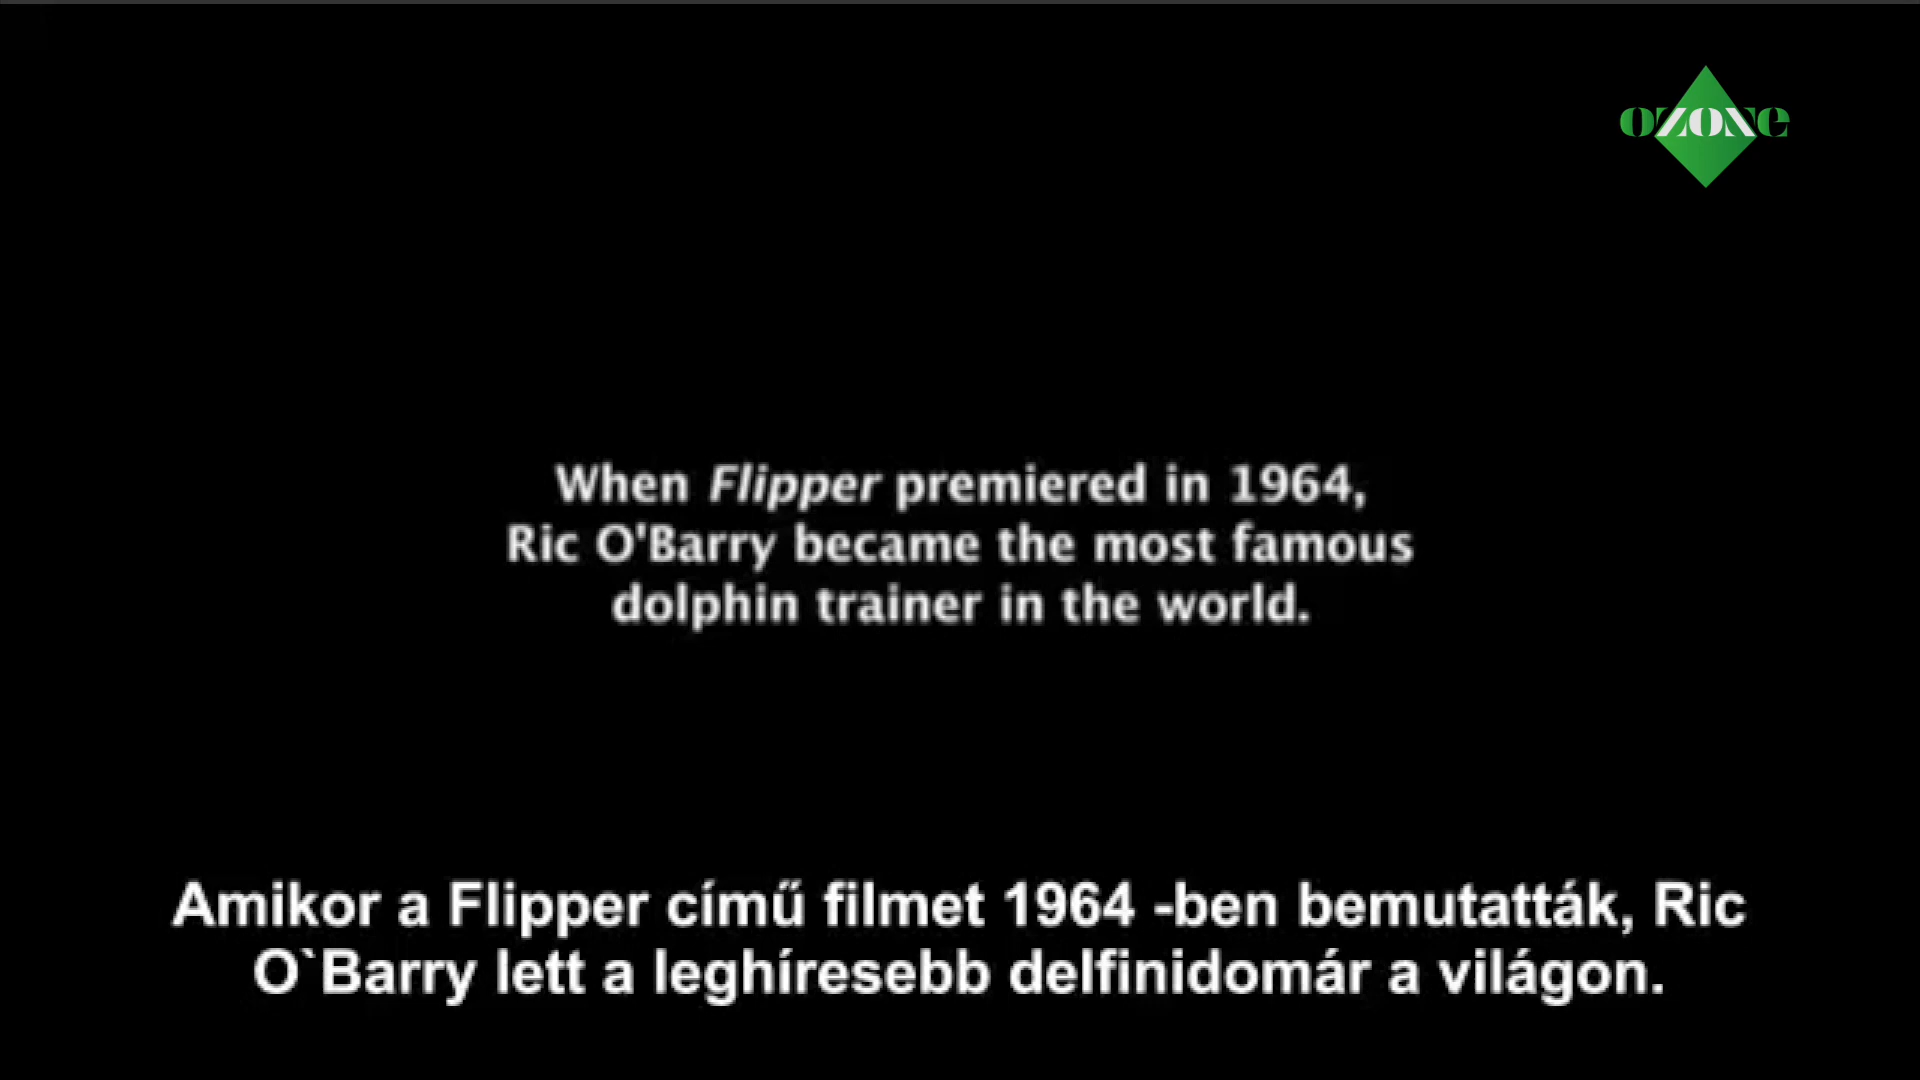 ozone
When Flipper premiered in 1964,
Ric O'Barry became the most famous
dolphin trainer in the world.
Amikor a Flipper című filmet 1964 -ben bemutatták, Ric
O`Barry lett a leghíresebb delfinidomár a világon.